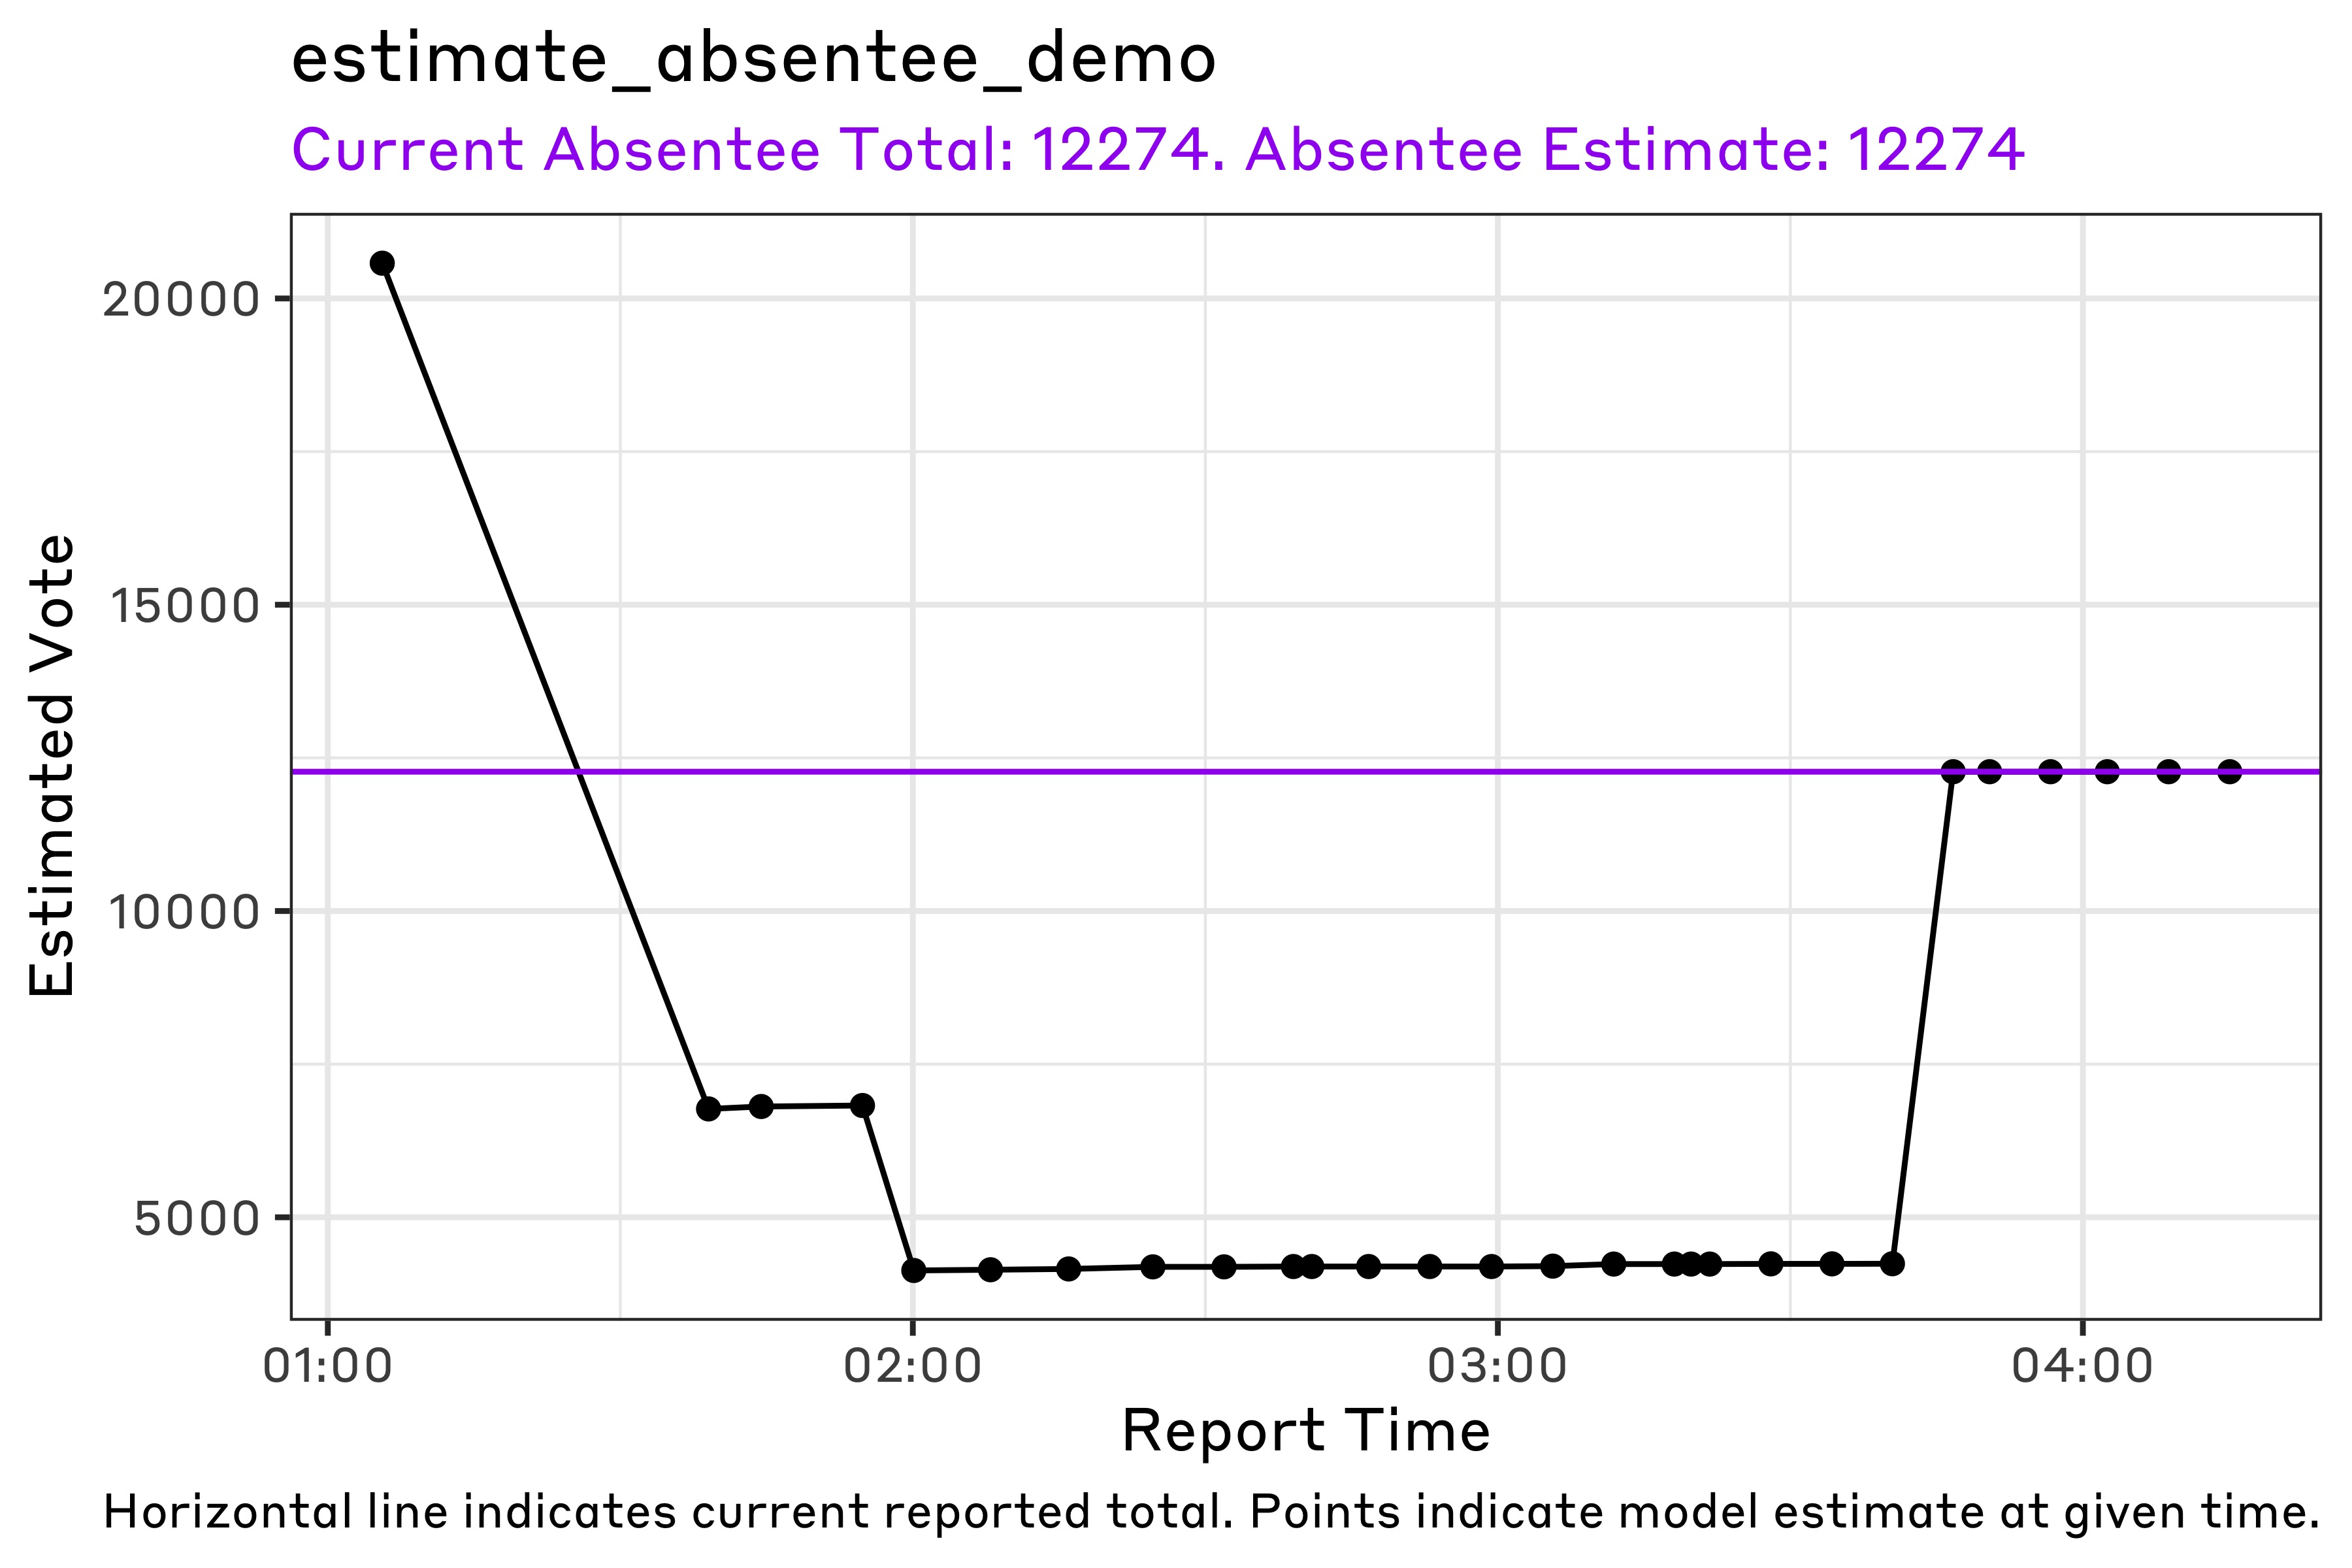 estimate_absentee_demo
Current Absentee Total: 12274. Absentee Estimate: 12274
Estimated Vote
20000
15000
10000
5000
01:00 02:00 03:00 04:00
Report Time
Horizontal line indicates current reported total. Points indicate model estimate at given time.